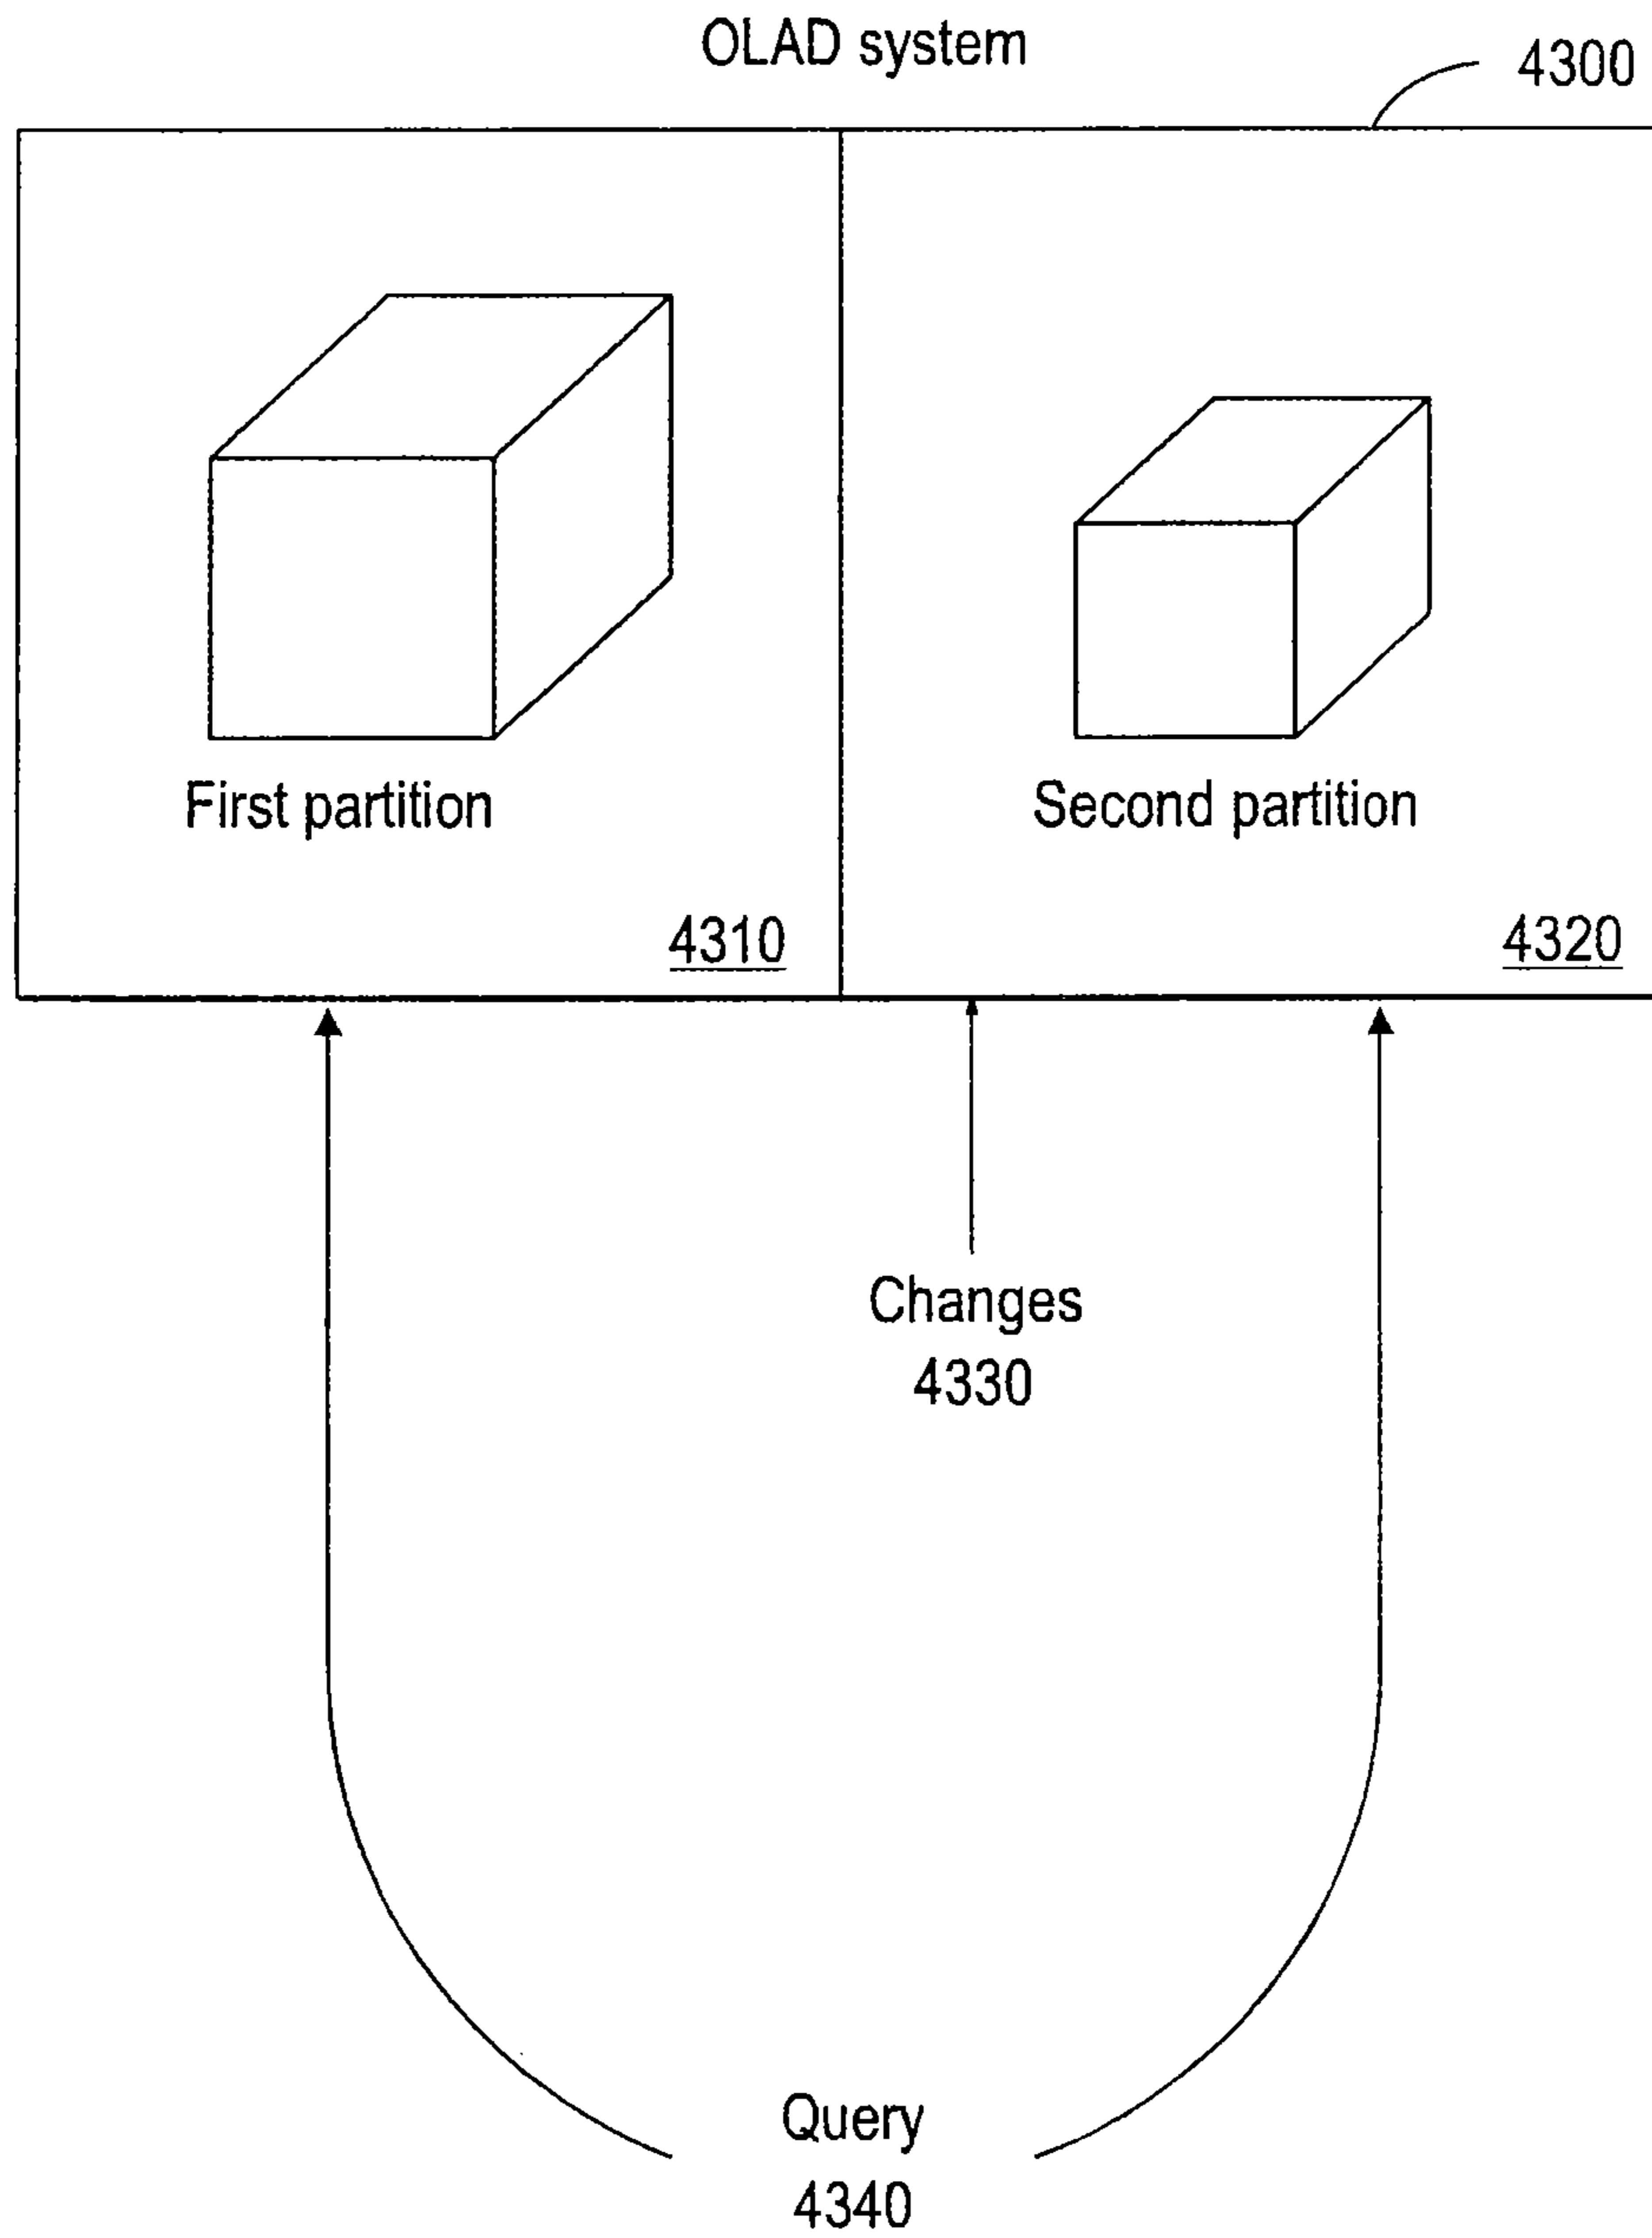 OLAD system
4300
First partition
Second partition
4310
4320
Changes
4330
Query
4340